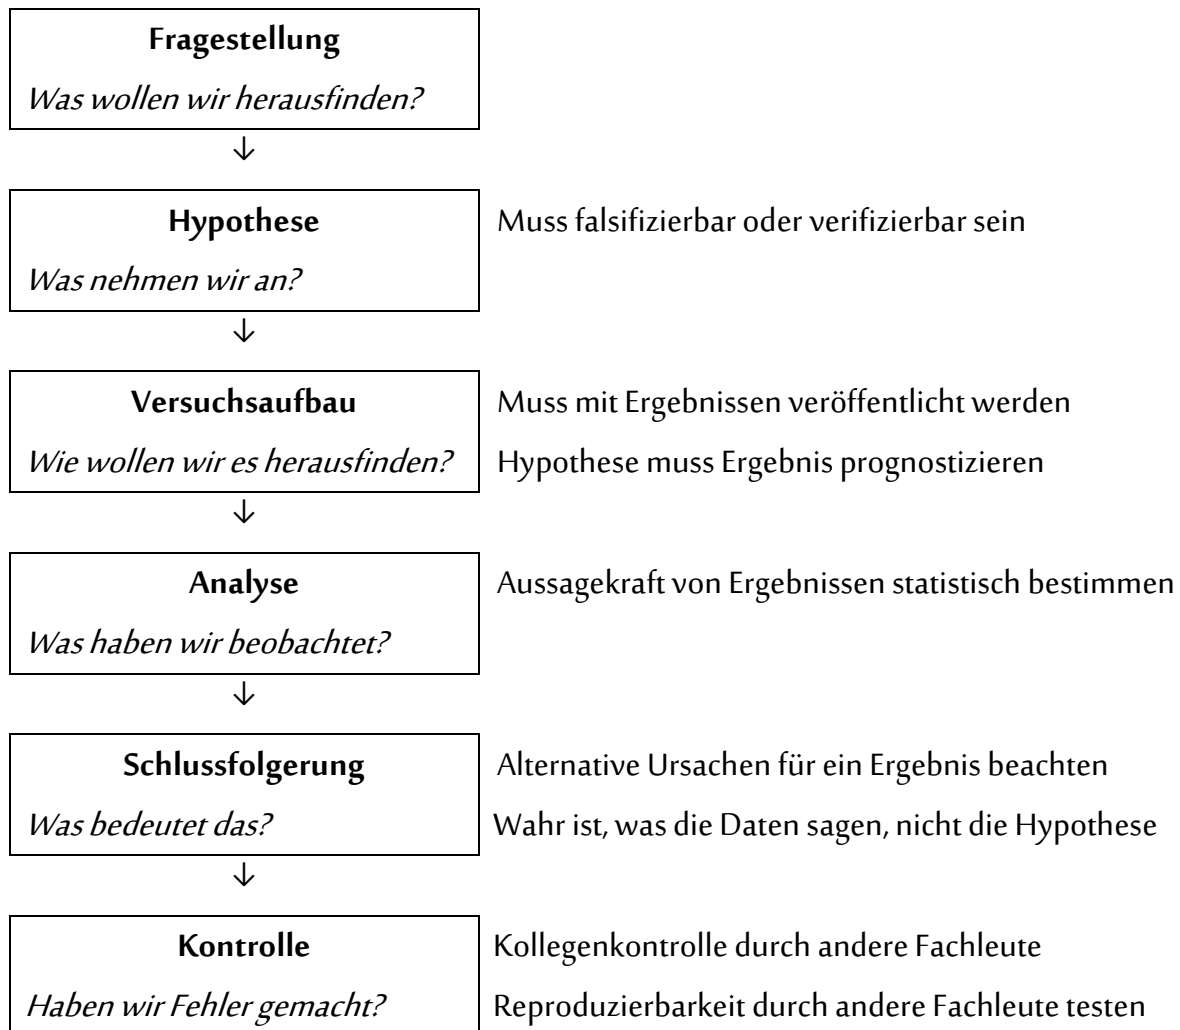 Fragestellung
Was wollen wir herausfinden?
↓
Hypothese
Muss falsifizierbar oder verifizierbar sein
Was nehmen wir an?
↓
Versuchsaufbau
Muss mit Ergebnissen veröffentlicht werden
Wie wollen wir es herausfinden?
Hypothese muss Ergebnis prognostizieren
↓
Analyse
Aussagekraft von Ergebnissen statistisch bestimmen
Was haben wir beobachtet?
↓
Schlussfolgerung
Alternative Ursachen für ein Ergebnis beachten
Was bedeutet das?
Wahr ist, was die Daten sagen, nicht die Hypothese
↓
Kontrolle
Kollegenkontrolle durch andere Fachleute
Haben wir Fehler gemacht?
Reproduzierbarkeit durch andere Fachleute testen